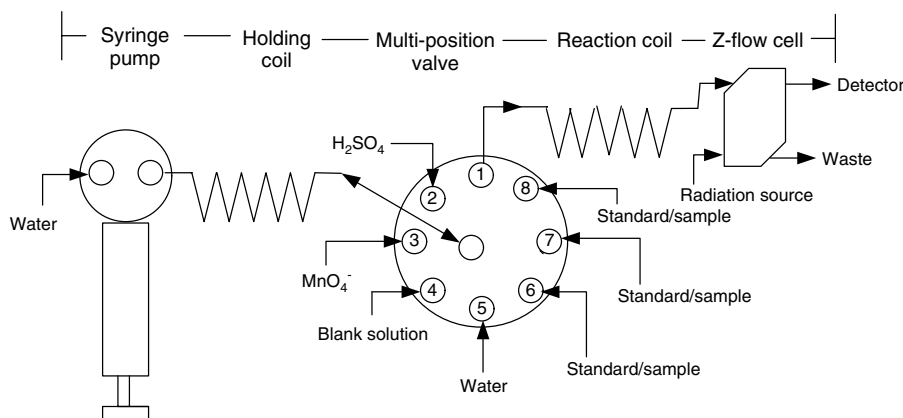 Syringe pump
Holding coil
Multi-position valve
Reaction coil
Z-flow cell
Detector
Waste
Radiation source
H₂SO₄
1
2
8
Standard/sample
Water
3
7
MnO₄⁻
Standard/sample
4
6
Blank solution
5
Standard/sample
Water